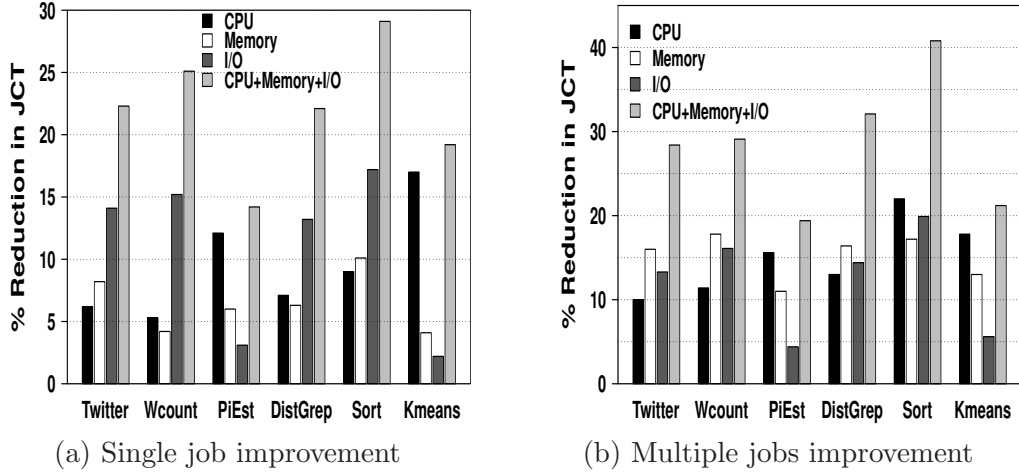 % Reduction in JCT
30
25
20
15
10
5
0
CPU
Memory
I/O
CPU+Memory+I/O
Twitter Wcount PiEst DistGrep Sort Kmeans
(a) Single job improvement
% Reduction in JCT
40
30
20
10
0
CPU
Memory
I/O
CPU+Memory+I/O
Twitter Wcount PiEst DistGrep Sort Kmeans
(b) Multiple jobs improvement